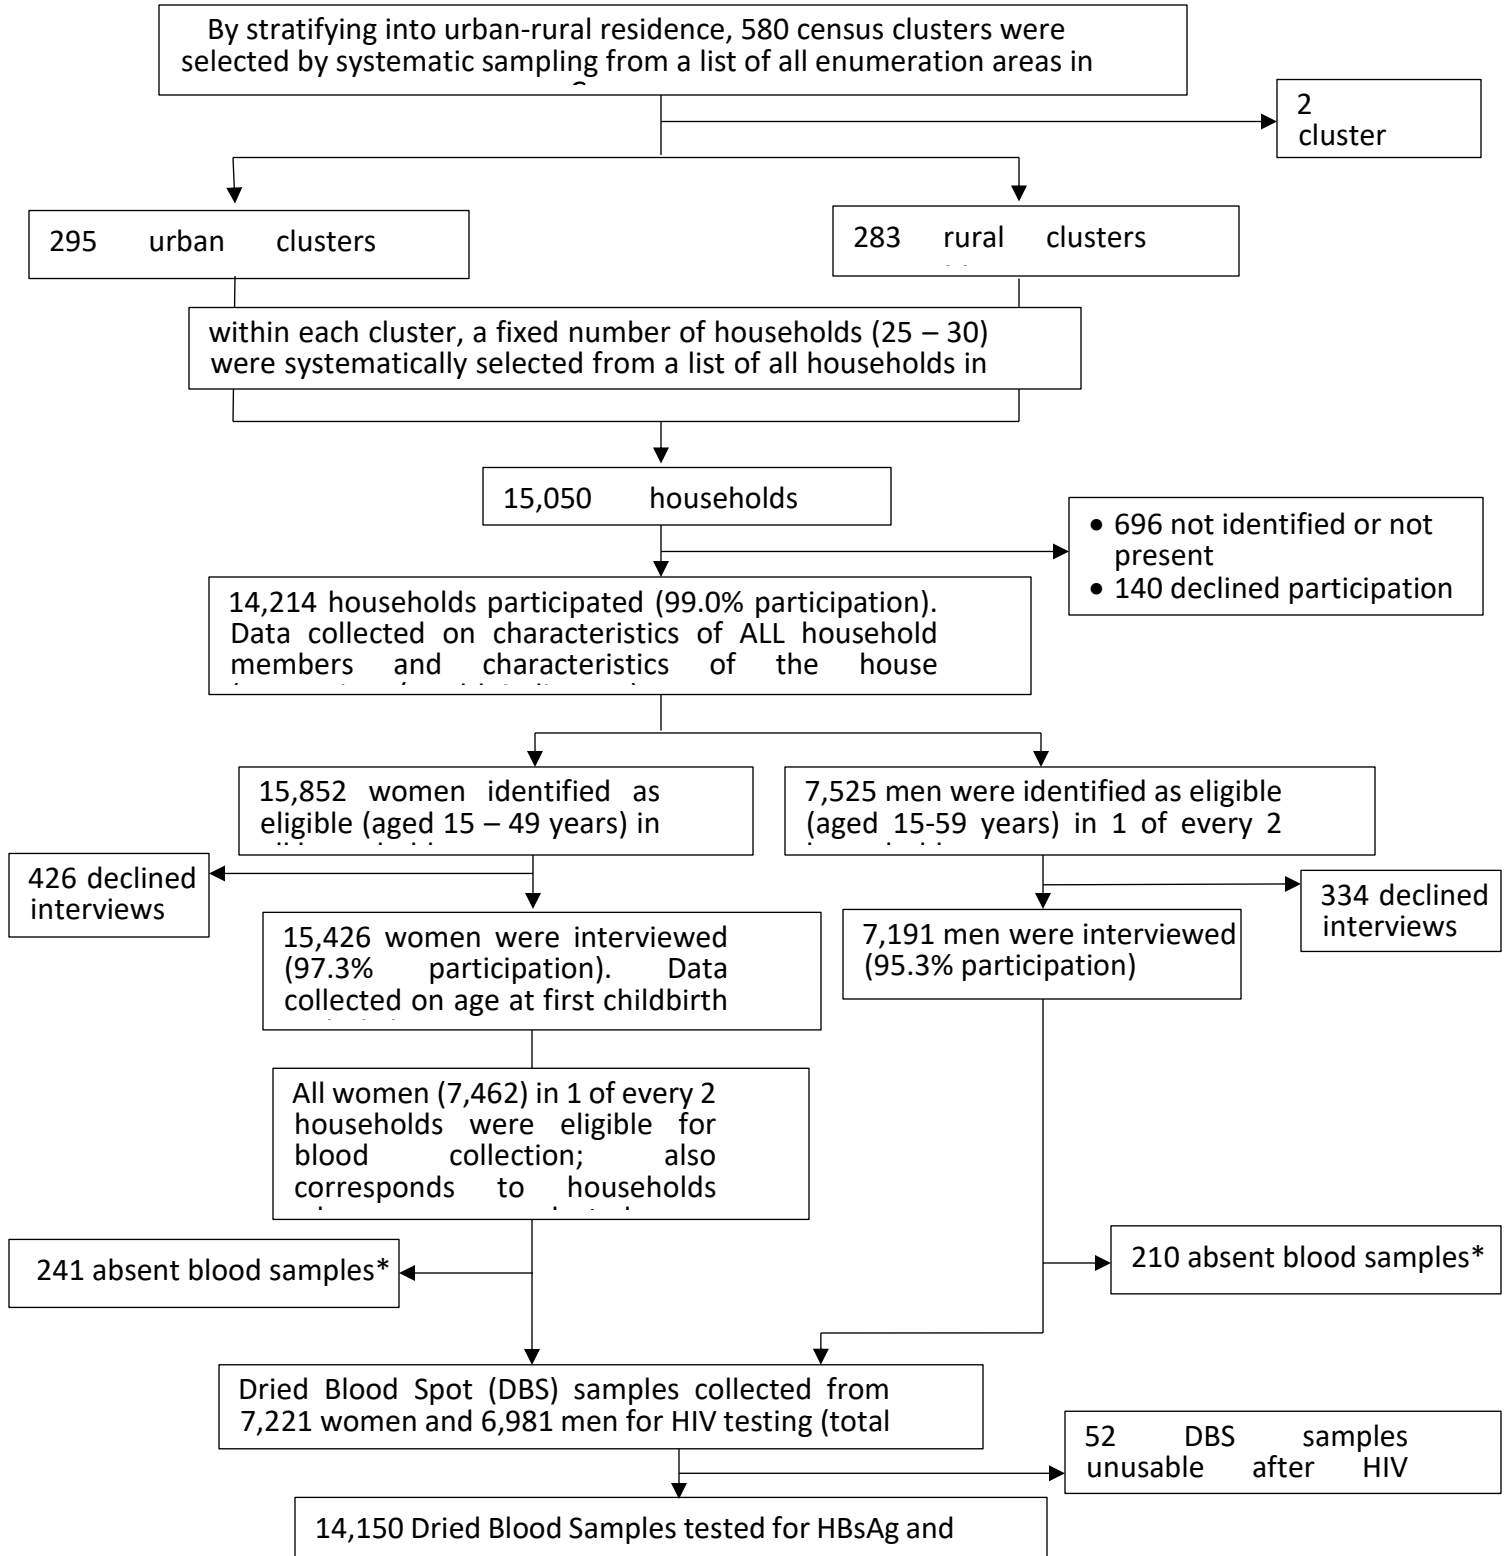 By stratifying into urban-rural residence, 580 census clusters were
selected by systematic sampling from a list of all enumeration areas in
2
cluster
295 urban clusters
283 rural clusters
within each cluster, a fixed number of households (25 – 30)
were systematically selected from a list of all households in
15,050 households
• 696 not identified or not
present
• 140 declined participation
14,214 households participated (99.0% participation).
Data collected on characteristics of ALL household
members and characteristics of the house
15,852 women identified as
eligible (aged 15 – 49 years) in
7,525 men were identified as eligible
(aged 15-59 years) in 1 of every 2
426 declined
interviews
334 declined
interviews
15,426 women were interviewed
(97.3% participation). Data
collected on age at first childbirth
7,191 men were interviewed
(95.3% participation)
All women (7,462) in 1 of every 2
households were eligible for
blood collection; also
corresponds to households
241 absent blood samples*
210 absent blood samples*
Dried Blood Spot (DBS) samples collected from
7,221 women and 6,981 men for HIV testing (total
52 DBS samples
unusable after HIV
14,150 Dried Blood Samples tested for HBsAg and